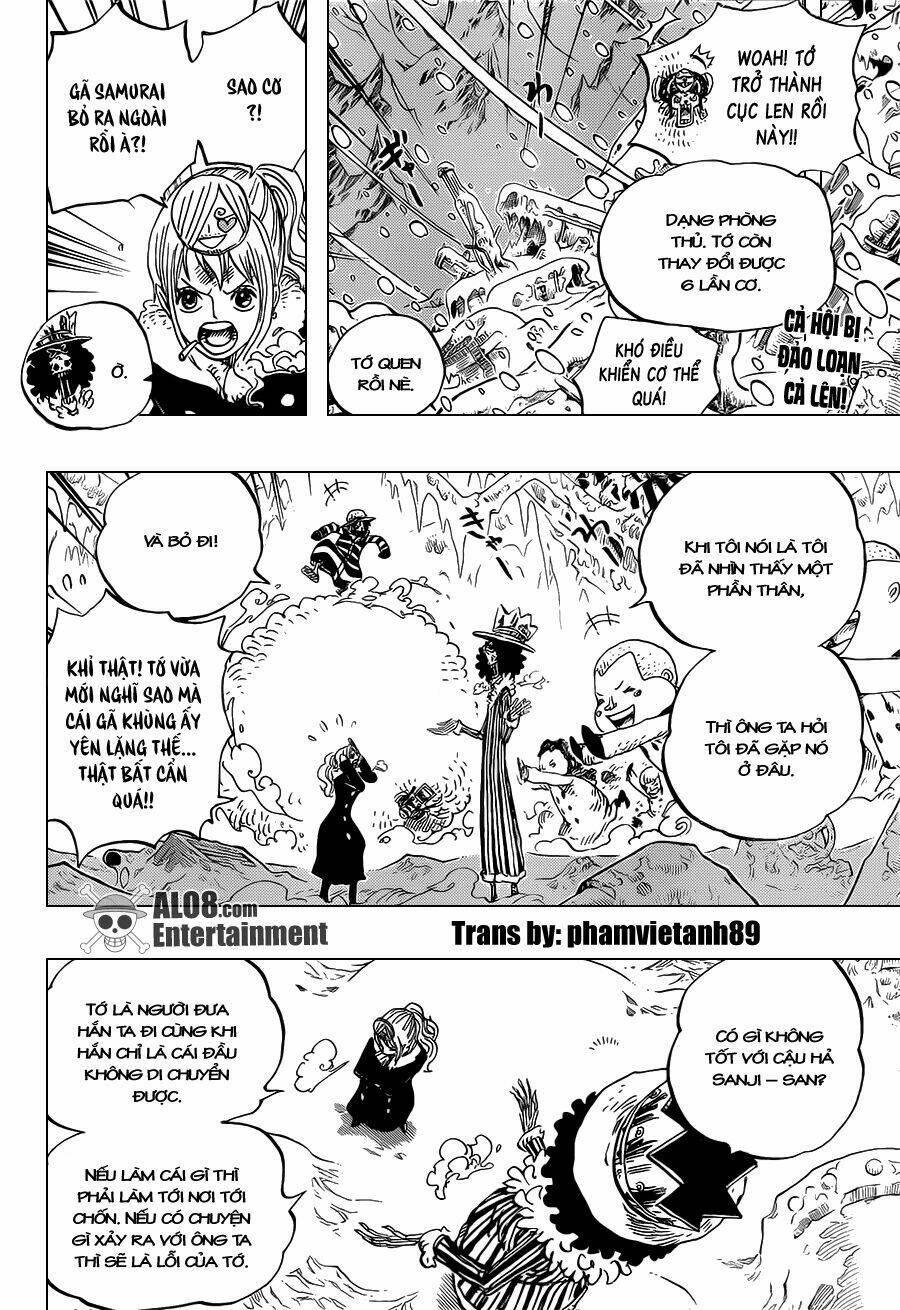 SAO CƠ
?!
GÃ SAMURAI
BỎ RA NGOÀI
RỒI À?!
Ờ.
WOAH! TỚ
TRỞ THÀNH
CỤC LEN RỒI
NÀY!!
DẠNG PHÒNG
THỦ. TỚ CÒN
THAY ĐỔI ĐƯỢC
6 LẦN CƠ.
CẢ HỘI BỊ
ĐẢO LOẠN
CẢ LÊN!
KHÓ ĐIỀU
KHIỂN CƠ THỂ
QUÁ!
TỚ QUEN
RỒI NÈ.
KHI TÔI NÓI LÀ TÔI
ĐÃ NHÌN THẤY MỘT
PHẦN THÂN,
THÌ ÔNG TA HỎI
TÔI ĐÃ GẶP NÓ
Ở ĐÂU.
VÀ BỎ ĐI!
KHỈ THẬT! TỚ VỪA
MỚI NGHĨ SAO MÀ
CÁI GÃ KHÙNG ẤY
YÊN LẶNG THẾ...
THẬT BẤT CẨN
QUÁ!!
AL08.com
Entertainment
Trans by: phamvietanh89
CÓ GÌ KHÔNG
TỐT VỚI CẬU HẢ
SANJI – SAN?
TỚ LÀ NGƯỜI ĐƯA
HẮN TA ĐI CÙNG KHI
HẮN CHỈ LÀ CÁI ĐẦU
KHÔNG DI CHUYỂN
ĐƯỢC.
NẾU LÀM CÁI GÌ THÌ
PHẢI LÀM TỚI NƠI TỚI
CHỐN. NẾU CÓ CHUYỆN
GÌ XẢY RA VỚI ÔNG TA
THÌ SẼ LÀ LỖI CỦA TỚ.